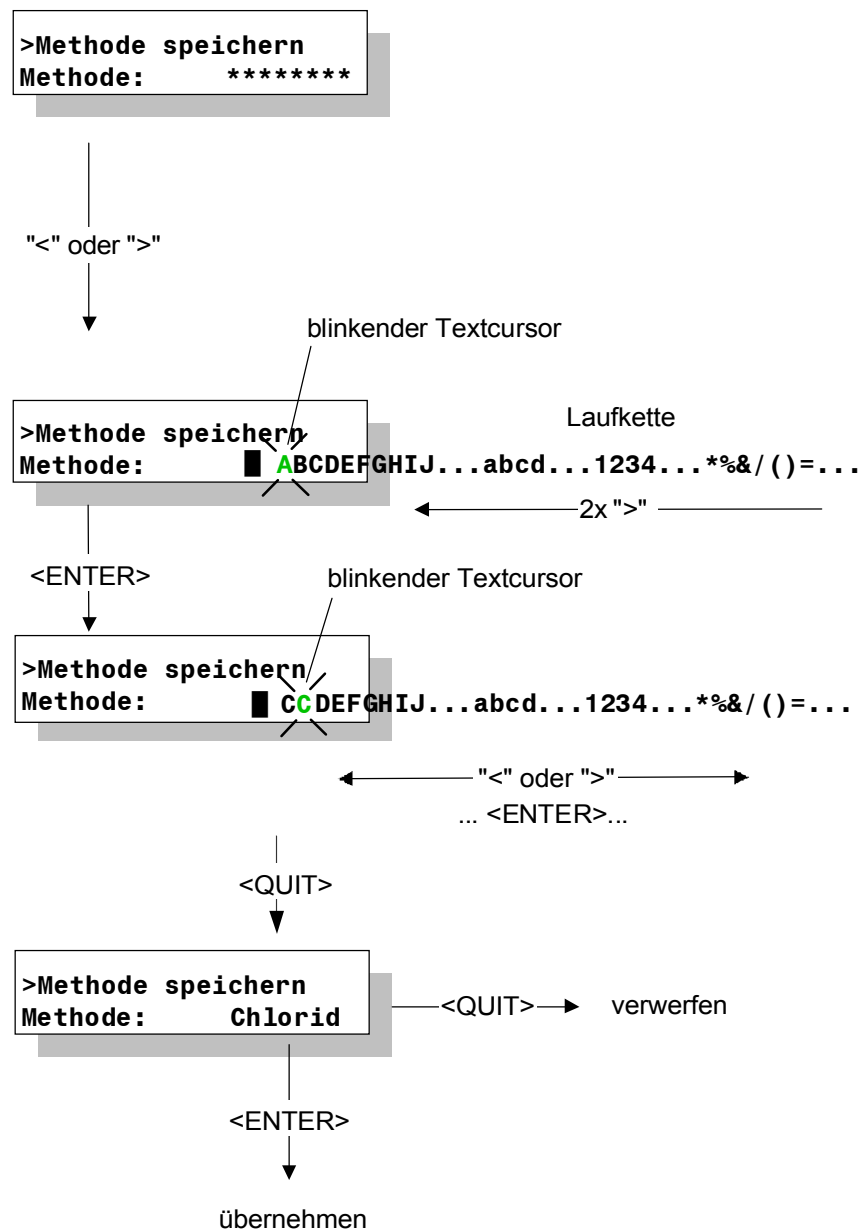 >Methode speichern
Methode: ********
"<" oder ">"
blinkender Textcursor
>Methode speichern
Laufkette
Methode: █ ABCDEFGHIJ...abcd...1234...*%&/()=...
2x ">"
<ENTER>
blinkender Textcursor
>Methode speichern
Methode: █ CCDEFGHIJ...abcd...1234...*%&/()=...
"<" oder ">"
... <ENTER>...
<QUIT>
>Methode speichern
Methode: Chlorid
<QUIT> verwerfen
<ENTER>
übernehmen